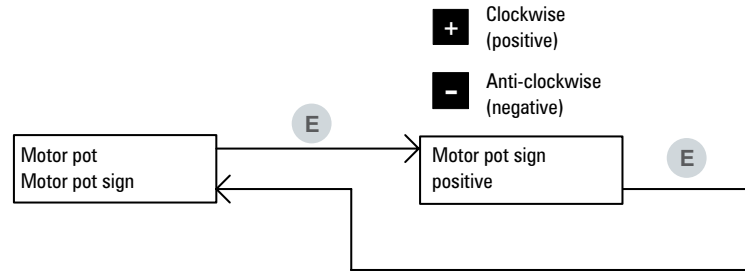 +
Clockwise
(positive)
-
Anti-clockwise
(negative)
E
Motor pot
Motor pot sign
Motor pot sign
positive
E